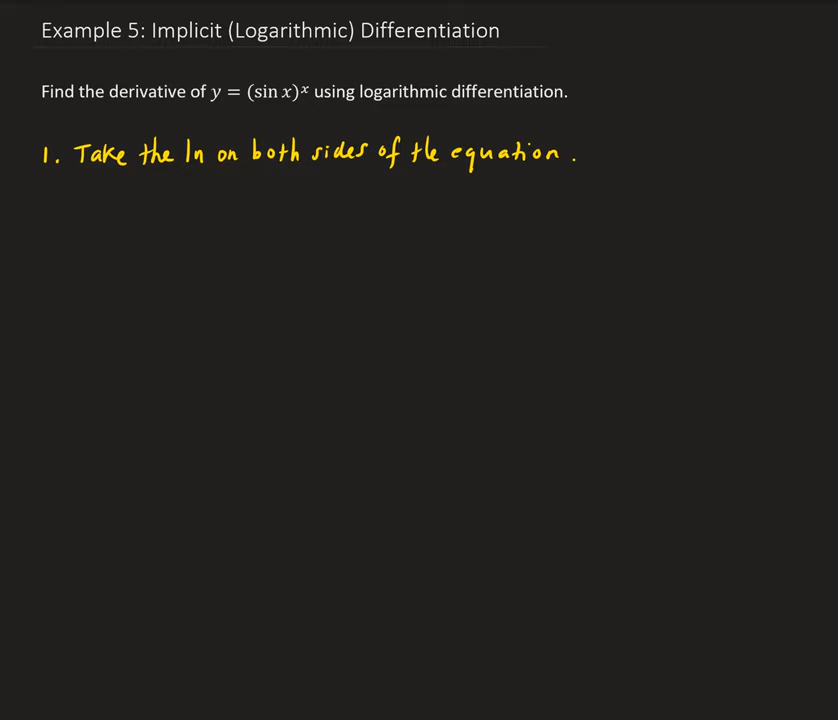 Example 5: Implicit (Logarithmic) Differentiation
Find the derivative of y = (sin x)ˣ using logarithmic differentiation.
1. Take the ln on both sides of the equation.